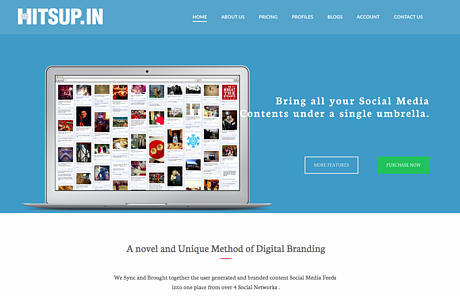 HITSUP.IN
HOME ABOUT US PRICING PROFILES BLOGS ACCOUNT CONTACT US
Bring all your Social Media
Contents under a single umbrella.
MORE FEATURES PURCHASE NOW
A novel and Unique Method of Digital Branding
We Sync and Brought together the user generated and branded content Social Media Feeds
into one place from over 4 Social Networks .